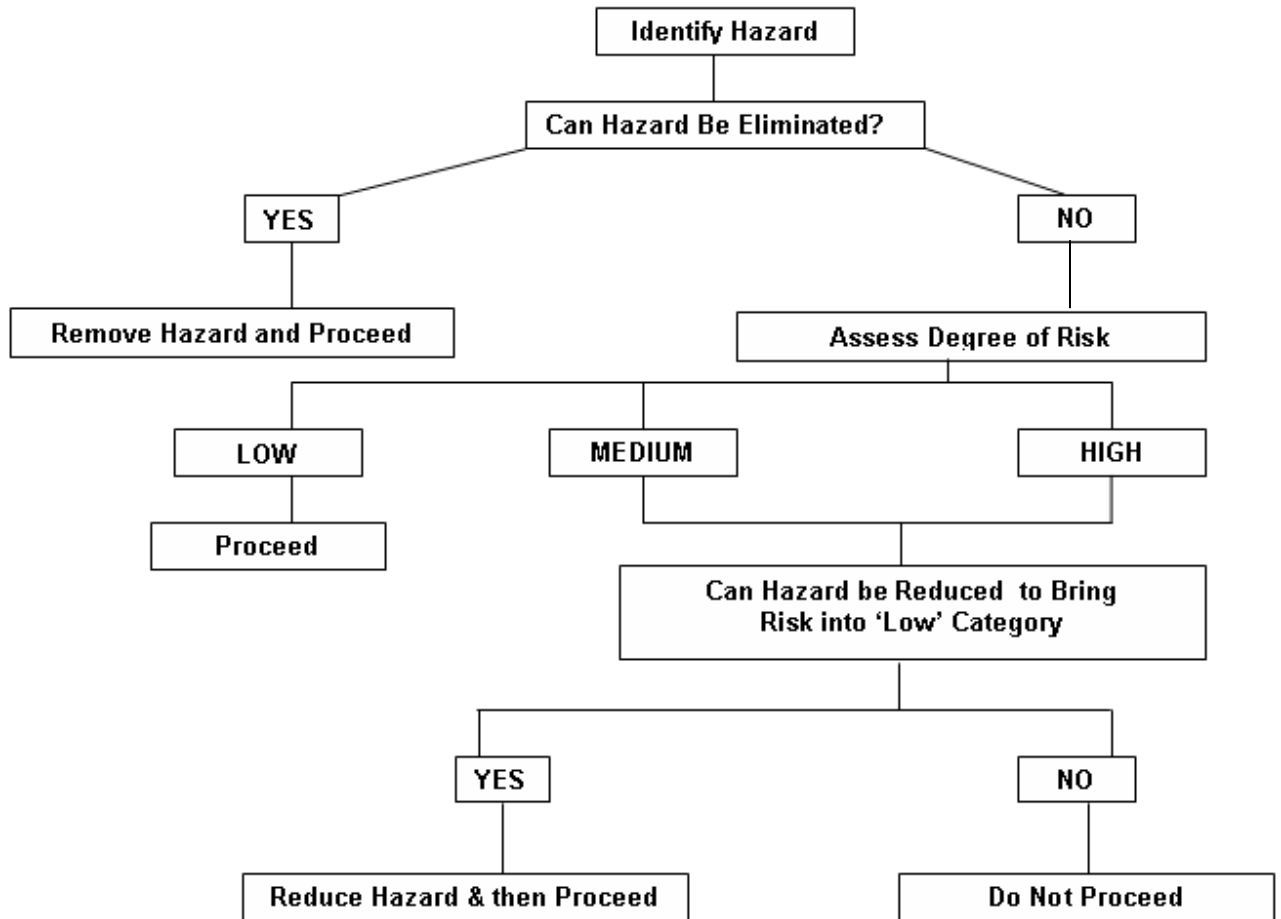 Identify Hazard
Can Hazard Be Eliminated?
YES
NO
Remove Hazard and Proceed
Assess Degree of Risk
LOW
MEDIUM
HIGH
Proceed
Can Hazard be Reduced to Bring
Risk into ‘Low’ Category
YES
NO
Reduce Hazard & then Proceed
Do Not Proceed